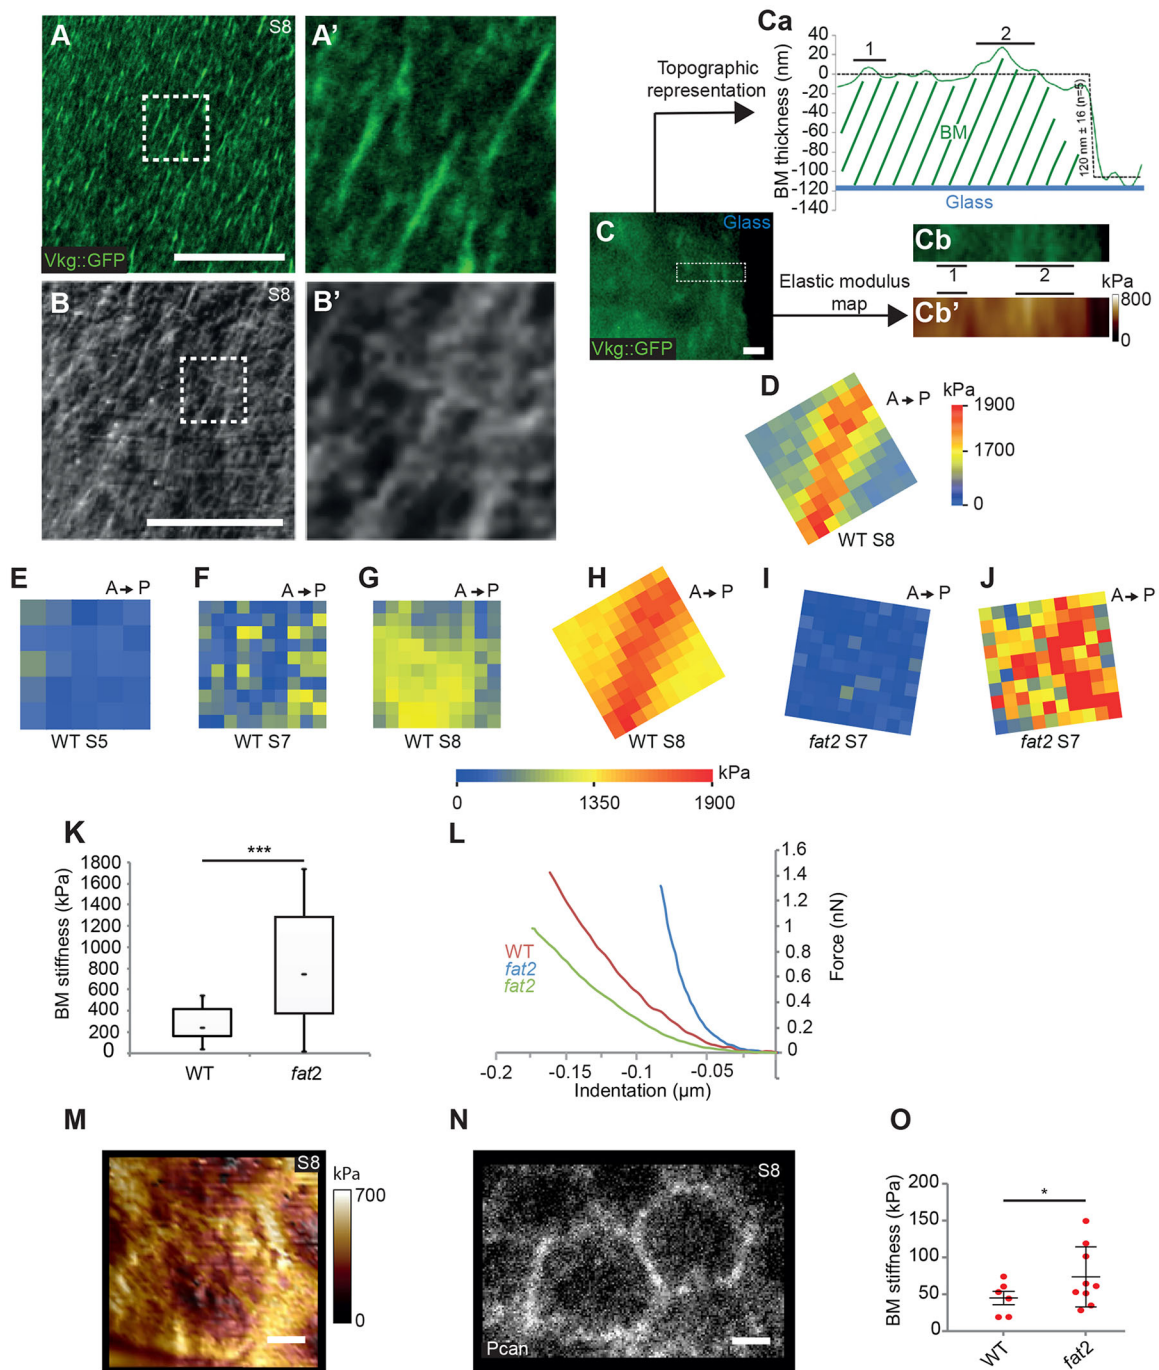 A
S8
Vkg::GFP
A'
B
S8
B'
Topographic
representation
Ca
BM thickness (nm)
40
20
0
-20
-40
-60
-80
-100
-120
-140
1
2
BM
120 nm ± 16 (n=5)
Glass
C
Glass
Vkg::GFP
Elastic modulus
map
Cb
1
2
Cb'
kPa
800
0
D
A → P
WT S8
kPa
1900
1700
0
E
A → P
WT S5
F
A → P
WT S7
G
A → P
WT S8
H
A → P
WT S8
I
A → P
fat2 S7
J
A → P
fat2 S7
kPa
0
1350
1900
K
BM stiffness (kPa)
1800
1600
1400
1200
1000
800
600
400
200
0
***
WT
fat2
L
WT
fat2
fat2
1.6
1.4
1.2
1
0.8
0.6
0.4
0.2
0
Force (nN)
-0.2
-0.15
-0.1
-0.05
Indentation (µm)
M
S8
kPa
700
0
N
S8
Pcan
O
BM stiffness (kPa)
200
150
100
50
0
*
WT
fat2